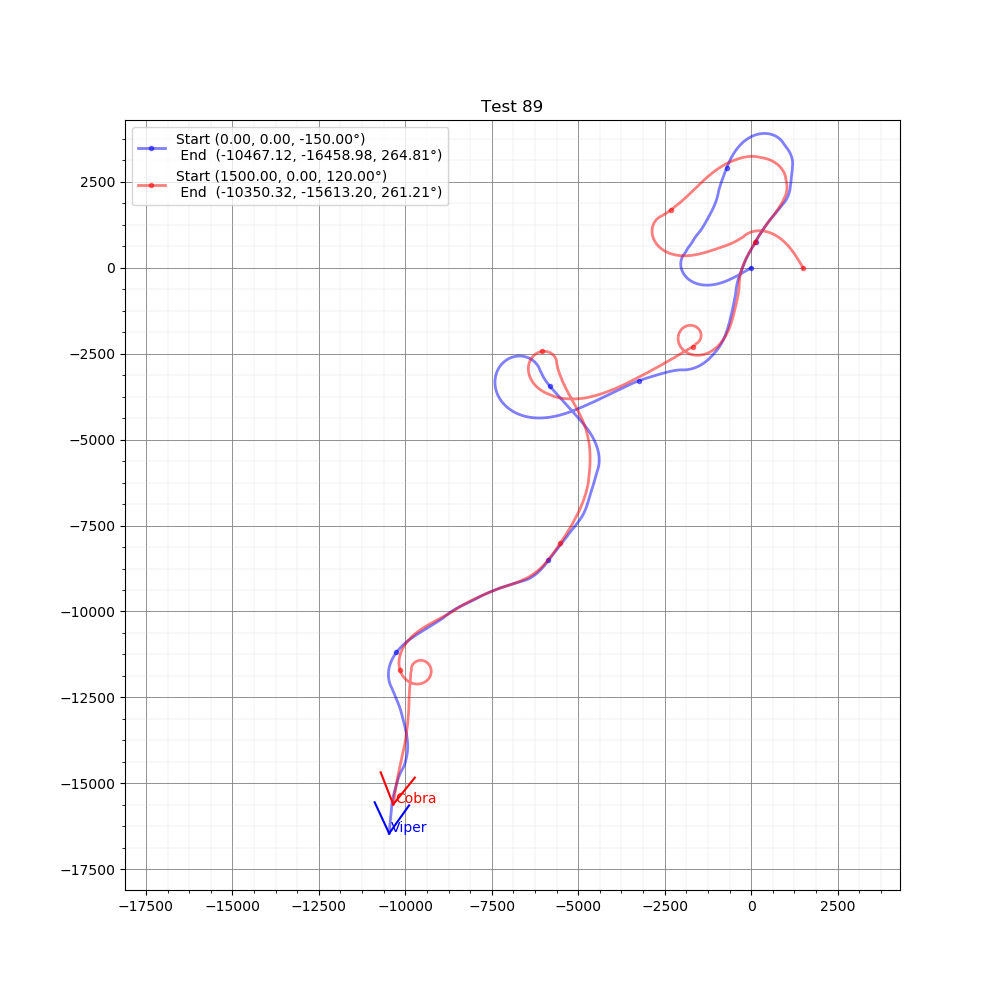 Test 89
Start (0.00, 0.00, -150.00°)
End  (-10467.12, -16458.98, 264.81°)
Start (1500.00, 0.00, 120.00°)
End  (-10350.32, -15613.20, 261.21°)
2500
0
−2500
−5000
−7500
−10000
−12500
−15000
−17500
Cobra
Viper
−17500 −15000 −12500 −10000 −7500 −5000 −2500 0 2500